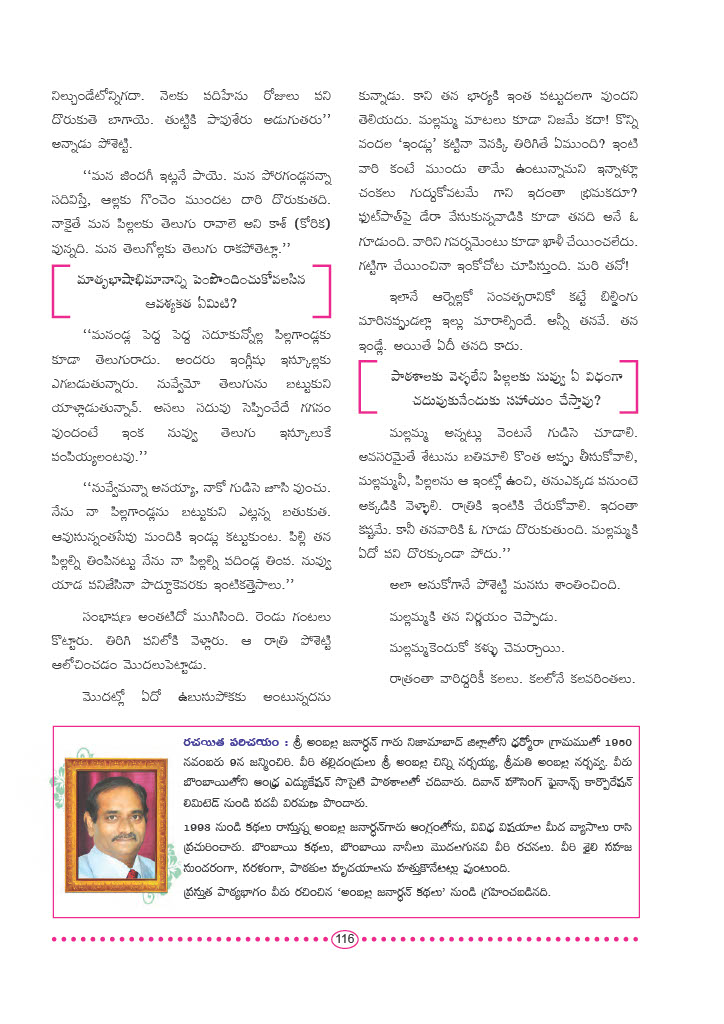 నిల్చుండేటోన్నిగదా. నెలకు పదిహేను రోజులు పని
దొరుకుతె బాగాయె. తుట్టికి పావుశేరు అడుగుతరు’’
అన్నాడు పోశెట్టి.
‘‘మన జిందగీ ఇట్లనే పాయె. మన పోరగండ్లనన్నా
సదివిస్తే, ఆల్లకు గొంచెం ముందట దారి దొరుకుతది.
నాకైతే మన పిల్లలకు తెలుగు రావాలె అని కాశ్ (కోరిక)
వున్నది. మన తెలుగోల్లకు తెలుగు రాకపోతెట్లా.’’
మాతృభాషాభిమానాన్ని పెంపొందించుకోవలసిన
ఆవశ్యకత ఏమిటి?
‘‘మనండ్ల పెద్ద పెద్ద సదూకున్నోల్ల పిల్లగాండ్లకు
కూడా తెలుగురాదు. అందరు ఇంగ్లీషు ఇస్కూల్లకు
ఎగబడుతున్నారు. నువ్వేమో తెలుగును బట్టుకుని
యాళ్లాడుతున్నావ్. అసలు సదువు సెప్పించేదే గగనం
వుందంటే ఇంక నువ్వు తెలుగు ఇస్కూలుకే
పంపియ్యలంటవు.’’
‘‘నువ్వేమన్నా అనయ్యా, నాకో గుడిసె జూసి వుంచు.
నేను నా పిల్లగాండ్లను బట్టుకుని ఎట్లన్న బతుకుత.
ఆవుసున్నంతసేపు మందికి ఇండ్లు కట్టుకుంట. పిల్లి తన
పిల్లల్ని తింపినట్టు నేను నా పిల్లల్ని పదిండ్ల తింప. నువ్వు
యాడ పనిజేసినా పొద్దూకెవరకు ఇంటికత్తెసాలు.’’
సంభాషణ అంతటిదో ముగిసింది. రెండు గంటలు
కొట్టారు. తిరిగి పనిలోకి వెళ్లారు. ఆ రాత్రి పోశెట్టి
ఆలోచించడం మొదలుపెట్టాడు.
మొదట్లో ఏదో ఉబుసుపోకకు అంటున్నదను
కున్నాడు. కాని తన భార్యకి ఇంత పట్టుదలగా వుందని
తెలియదు. మల్లమ్మ మాటలు కూడా నిజమే కదా! కొన్ని
వందల ‘ఇండ్లు’ కట్టినా వెనక్కి తిరిగితే ఏముంది? ఇంటి
వారి కంటే ముందు తామే ఉంటున్నామని ఇన్నాళ్లూ
చంకలు గుద్దుకోవటమే గాని ఇదంతా భ్రమకదూ?
ఫుట్‌పాత్‌పై డేరా వేసుకున్నవాడికి కూడా తనది అనే ఓ
గూడుంది. వారిని గవర్నమెంటు కూడా ఖాళీ చేయించలేదు.
గట్టిగా చేయించినా ఇంకోచోట చూపిస్తుంది. మరి తనో!
ఇలానే ఆర్నెల్లకో సంవత్సరానికో కట్టే బిల్డింగు
మారినప్పుడల్లా ఇల్లు మారాల్సిందే. అన్నీ తనవే. తన
ఇండ్లే. అయితే ఏదీ తనది కాదు.
పాఠశాలకు వెళ్ళలేని పిల్లలకు నువ్వు ఏ విధంగా
చదువుకునేందుకు సహాయం చేస్తావు?
మల్లమ్మ అన్నట్లు వెంటనే గుడిసె చూడాలి.
అవసరమైతే శేటును బతిమాలి కొంత అప్పు తీసుకోవాలి,
మల్లమ్మనీ, పిల్లలను ఆ ఇంట్లో ఉంచి, తనుఎక్కడ పనుంటె
అక్కడికి వెళ్ళాలి. రాత్రికి ఇంటికి చేరుకోవాలి. ఇదంతా
కష్టమే. కానీ తనవారికి ఓ గూడు దొరుకుతుంది. మల్లమ్మకి
ఏదో పని దొరక్కుండా పోదు.’’
అలా అనుకోగానే పోశెట్టి మనసు శాంతించింది.
మల్లమ్మకి తన నిర్ణయం చెప్పాడు.
మల్లమ్మకెందుకో కళ్ళు చెమర్చాయి.
రాత్రంతా వారిద్దరికీ కలలు. కలలోనే కలవరింతలు.
రచయిత పరిచయం : శ్రీ అంబల్ల జనార్దన్ గారు నిజామాబాద్ జిల్లాలోని ధర్మోరా గ్రామములో 1950
నవంబరు 9న జన్మించిరి. వీరి తల్లిదండ్రులు శ్రీ అంబల్ల చిన్ని నర్సయ్య, శ్రీమతి అంబల్ల నర్సవ్వ. వీరు
బొంబాయిలోని ఆంధ్ర ఎడ్యుకేషన్ సొసైటి పాఠశాలలో చదివారు. దివాన్ హౌసింగ్ ఫైనాన్స్ కార్పొరేషన్
లిమిటెడ్ నుండి పదవీ విరమణ పొందారు.
1993 నుండి కథలు రాస్తున్న అంబల్ల జనార్దన్‌గారు ఆంగ్లంలోను, వివిధ విషయాల మీద వ్యాసాలు రాసి
ప్రచురించారు. బొంబాయి కథలు, బొంబాయి నానీలు మొదలగునవి వీరి రచనలు. వీరి శైలి సహజ
సుందరంగా, సరళంగా, పాఠకుల హృదయాలను హత్తుకొనేటట్లు వుంటుంది.
ప్రస్తుత పాఠ్యభాగం వీరు రచించిన ‘అంబల్ల జనార్దన్ కథలు’ నుండి గ్రహించబడినది.
116